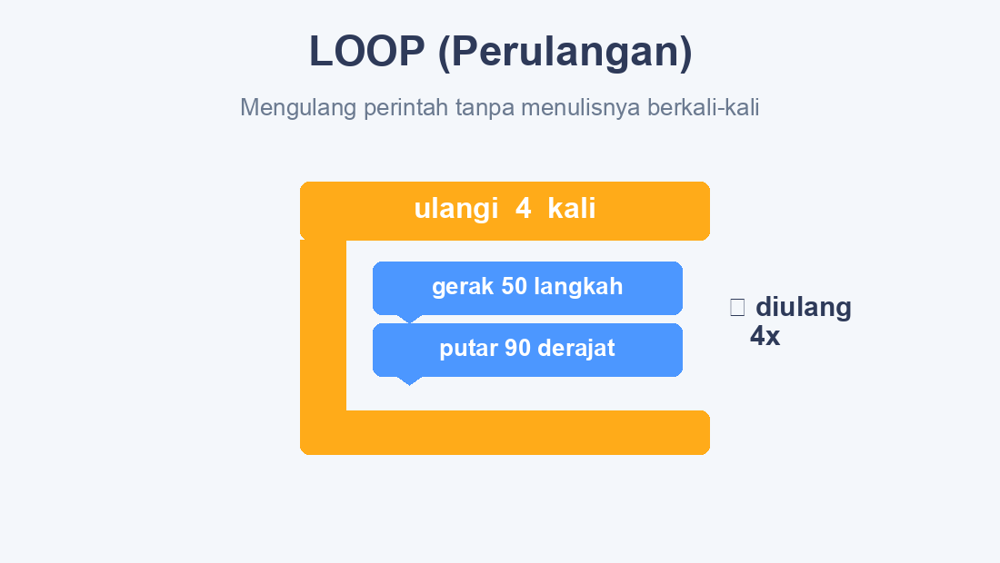 LOOP (Perulangan)
Mengulang perintah tanpa menulisnya berkali-kali
ulangi 4 kali
gerak 50 langkah
putar 90 derajat
diulang
4x